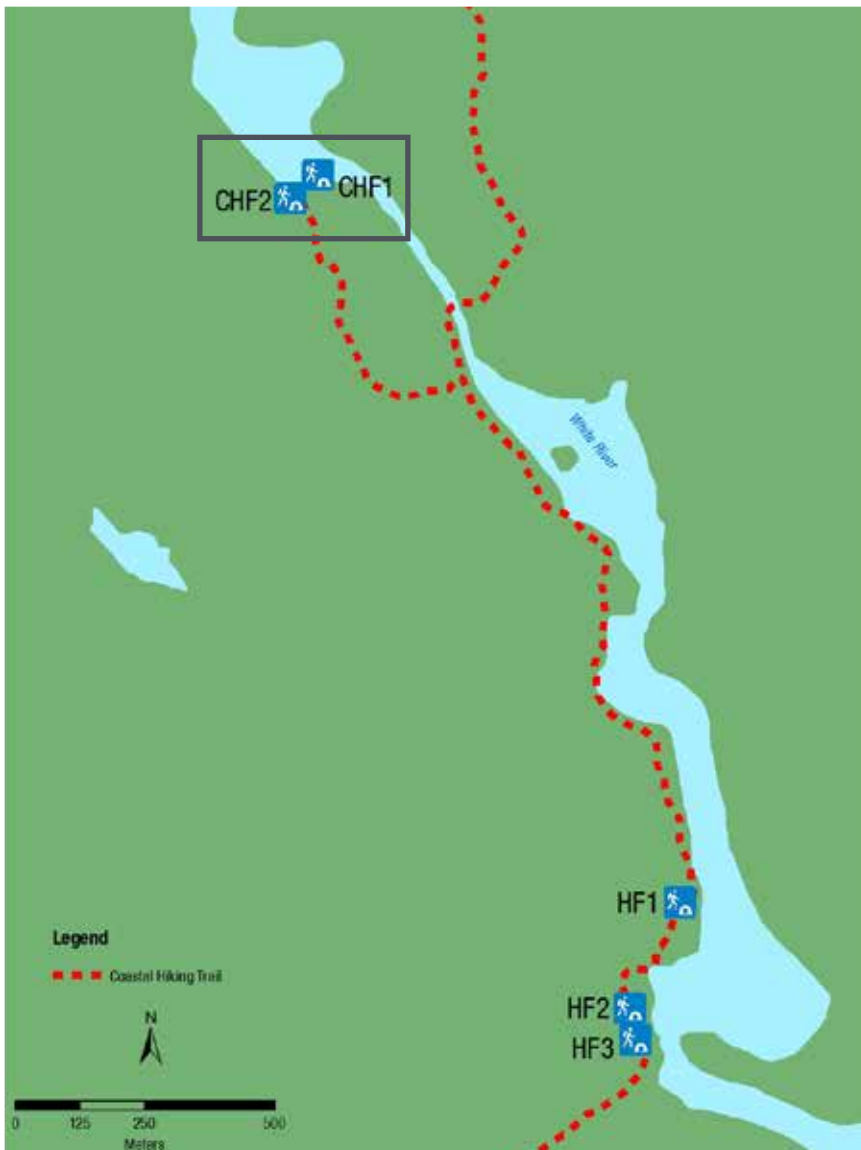 CHF1
CHF2
White River
HF1
HF2
HF3
Legend
Coastal Hiking Trail
N
0 125 250 500
Meters